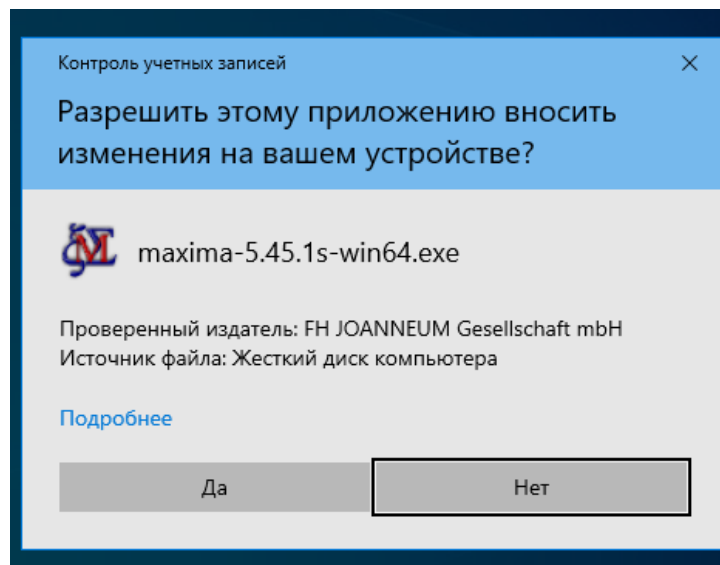 Контроль учетных записей
Разрешить этому приложению вносить
изменения на вашем устройстве?
maxima-5.45.1s-win64.exe
Проверенный издатель: FH JOANNEUM Gesellschaft mbH
Источник файла: Жесткий диск компьютера
Подробнее
Да
Нет